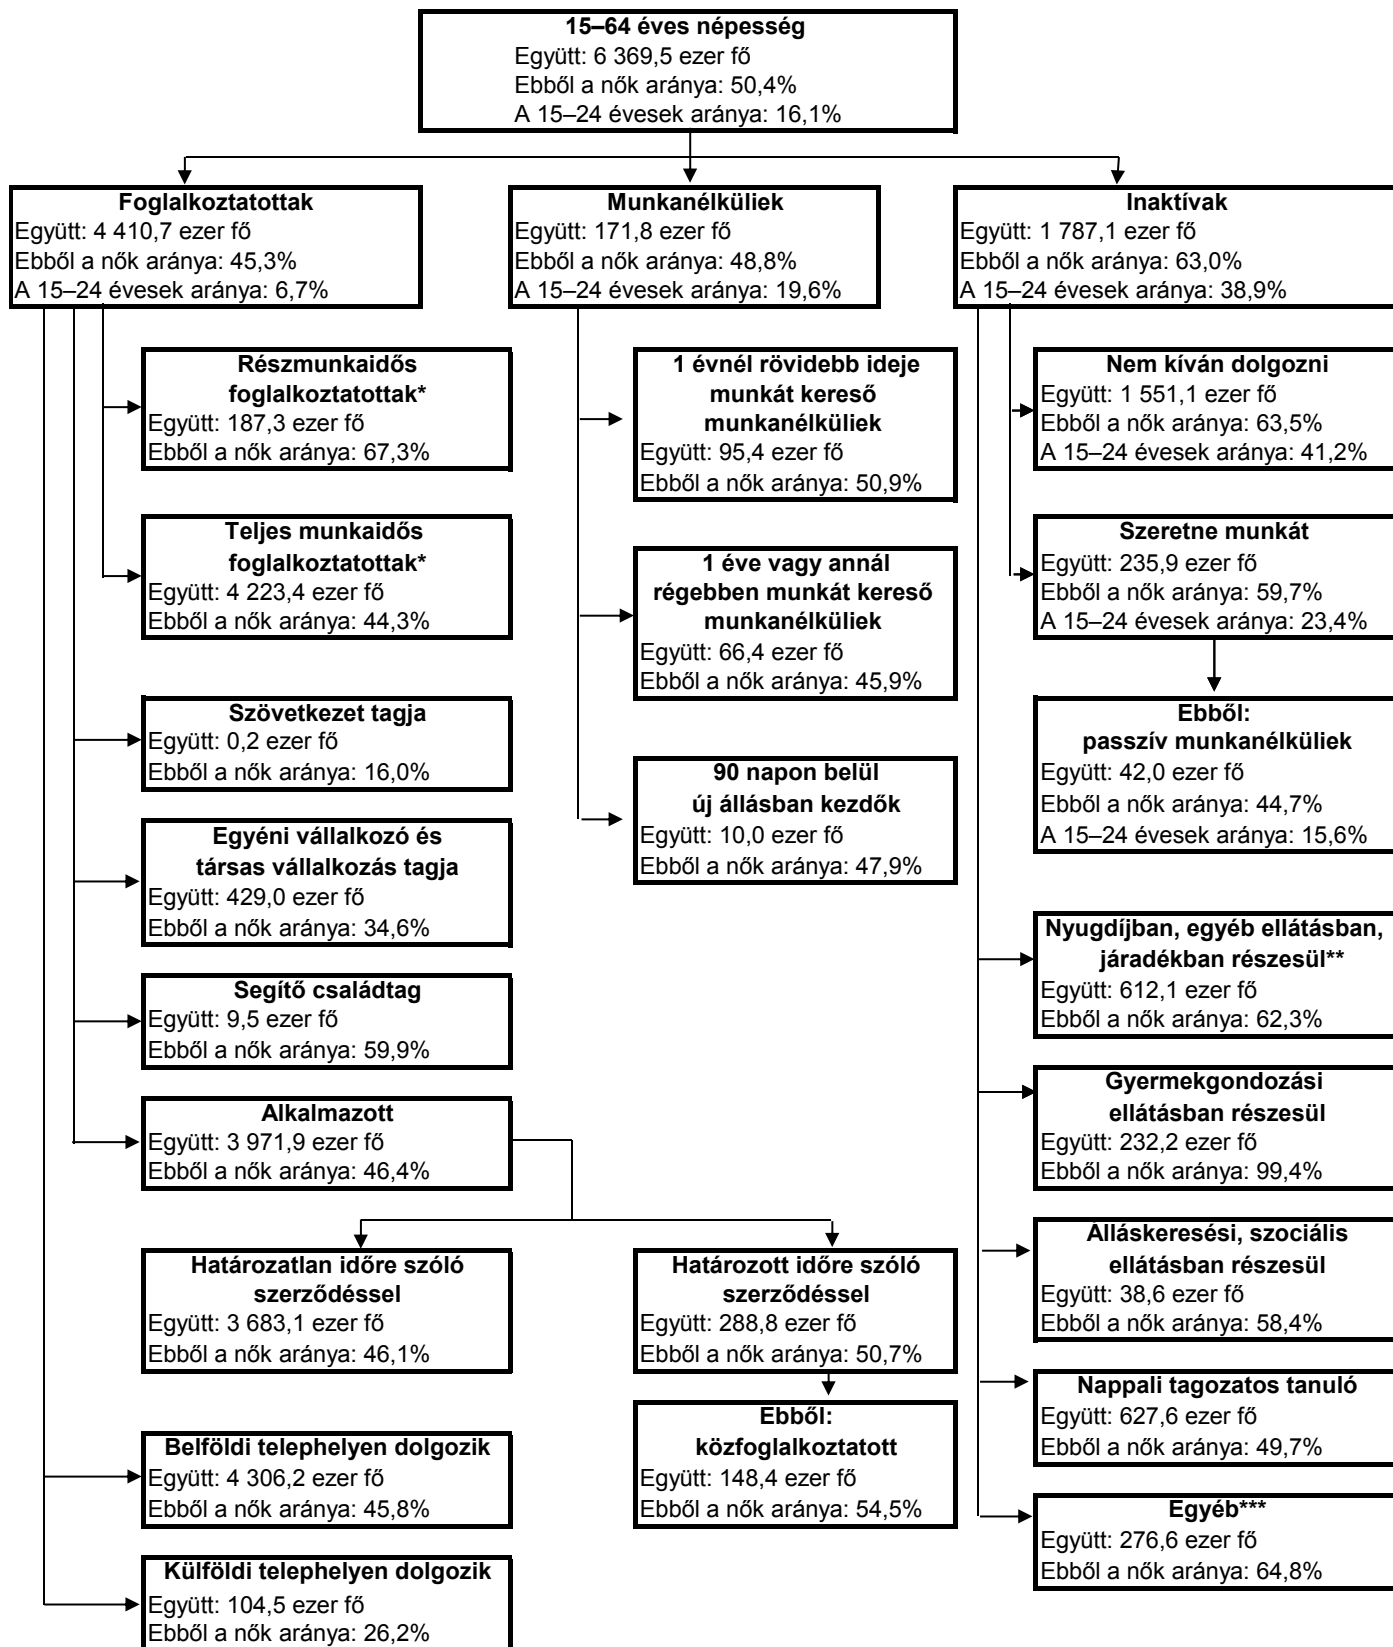 15–64 éves népesség
Együtt: 6 369,5 ezer fő
Ebből a nők aránya: 50,4%
A 15–24 évesek aránya: 16,1%
Foglalkoztatottak
Együtt: 4 410,7 ezer fő
Ebből a nők aránya: 45,3%
A 15–24 évesek aránya: 6,7%
Munkanélküliek
Együtt: 171,8 ezer fő
Ebből a nők aránya: 48,8%
A 15–24 évesek aránya: 19,6%
Inaktívak
Együtt: 1 787,1 ezer fő
Ebből a nők aránya: 63,0%
A 15–24 évesek aránya: 38,9%
Részmunkaidős
foglalkoztatottak*
Együtt: 187,3 ezer fő
Ebből a nők aránya: 67,3%
Teljes munkaidős
foglalkoztatottak*
Együtt: 4 223,4 ezer fő
Ebből a nők aránya: 44,3%
Szövetkezet tagja
Együtt: 0,2 ezer fő
Ebből a nők aránya: 16,0%
Egyéni vállalkozó és
társas vállalkozás tagja
Együtt: 429,0 ezer fő
Ebből a nők aránya: 34,6%
Segítő családtag
Együtt: 9,5 ezer fő
Ebből a nők aránya: 59,9%
Alkalmazott
Együtt: 3 971,9 ezer fő
Ebből a nők aránya: 46,4%
Határozatlan időre szóló
szerződéssel
Együtt: 3 683,1 ezer fő
Ebből a nők aránya: 46,1%
Belföldi telephelyen dolgozik
Együtt: 4 306,2 ezer fő
Ebből a nők aránya: 45,8%
Külföldi telephelyen dolgozik
Együtt: 104,5 ezer fő
Ebből a nők aránya: 26,2%
1 évnél rövidebb ideje
munkát kereső
munkanélküliek
Együtt: 95,4 ezer fő
Ebből a nők aránya: 50,9%
1 éve vagy annál
régebben munkát kereső
munkanélküliek
Együtt: 66,4 ezer fő
Ebből a nők aránya: 45,9%
90 napon belül
új állásban kezdők
Együtt: 10,0 ezer fő
Ebből a nők aránya: 47,9%
Határozott időre szóló
szerződéssel
Együtt: 288,8 ezer fő
Ebből a nők aránya: 50,7%
Ebből:
közfoglalkoztatott
Együtt: 148,4 ezer fő
Ebből a nők aránya: 54,5%
Nem kíván dolgozni
Együtt: 1 551,1 ezer fő
Ebből a nők aránya: 63,5%
A 15–24 évesek aránya: 41,2%
Szeretne munkát
Együtt: 235,9 ezer fő
Ebből a nők aránya: 59,7%
A 15–24 évesek aránya: 23,4%
Ebből:
passzív munkanélküliek
Együtt: 42,0 ezer fő
Ebből a nők aránya: 44,7%
A 15–24 évesek aránya: 15,6%
Nyugdíjban, egyéb ellátásban,
járadékban részesül**
Együtt: 612,1 ezer fő
Ebből a nők aránya: 62,3%
Gyermekgondozási
ellátásban részesül
Együtt: 232,2 ezer fő
Ebből a nők aránya: 99,4%
Álláskeresési, szociális
ellátásban részesül
Együtt: 38,6 ezer fő
Ebből a nők aránya: 58,4%
Nappali tagozatos tanuló
Együtt: 627,6 ezer fő
Ebből a nők aránya: 49,7%
Egyéb***
Együtt: 276,6 ezer fő
Ebből a nők aránya: 64,8%